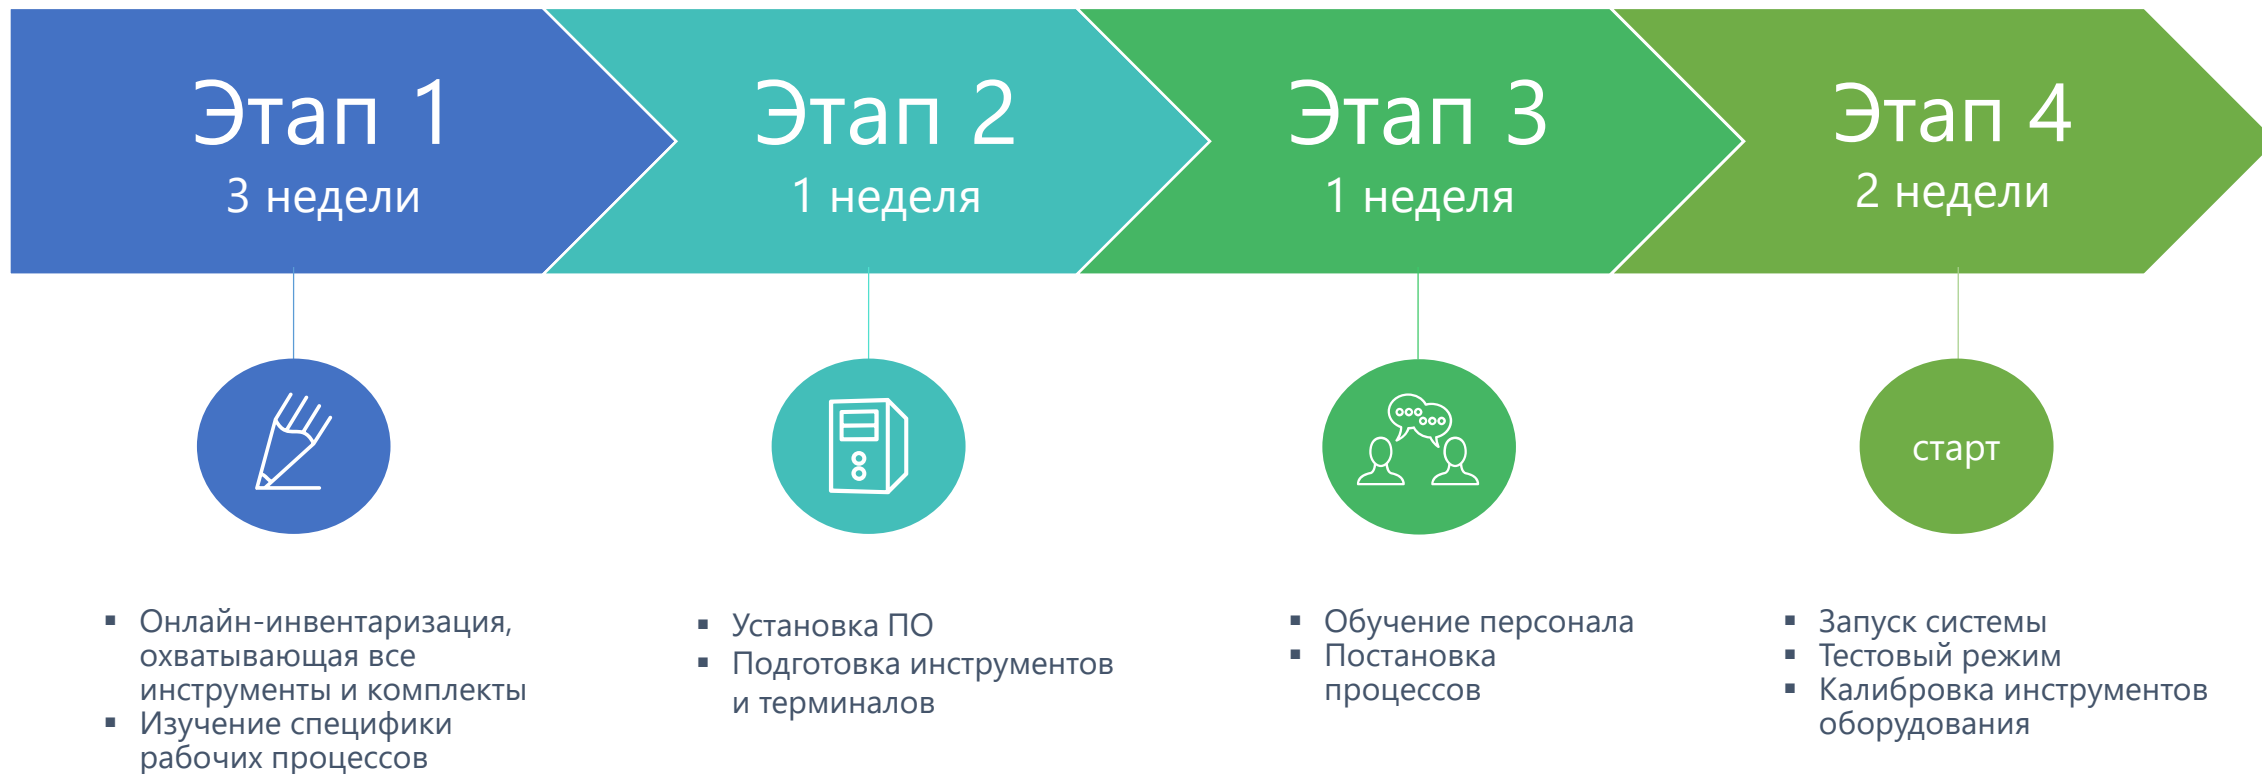 Этап 1
3 недели
Этап 2
1 неделя
Этап 3
1 неделя
Этап 4
2 недели
старт
▪ Онлайн-инвентаризация,
охватывающая все
инструменты и комплекты
▪ Изучение специфики
рабочих процессов
▪ Установка ПО
▪ Подготовка инструментов
и терминалов
▪ Обучение персонала
▪ Постановка
процессов
▪ Запуск системы
▪ Тестовый режим
▪ Калибровка инструментов
оборудования